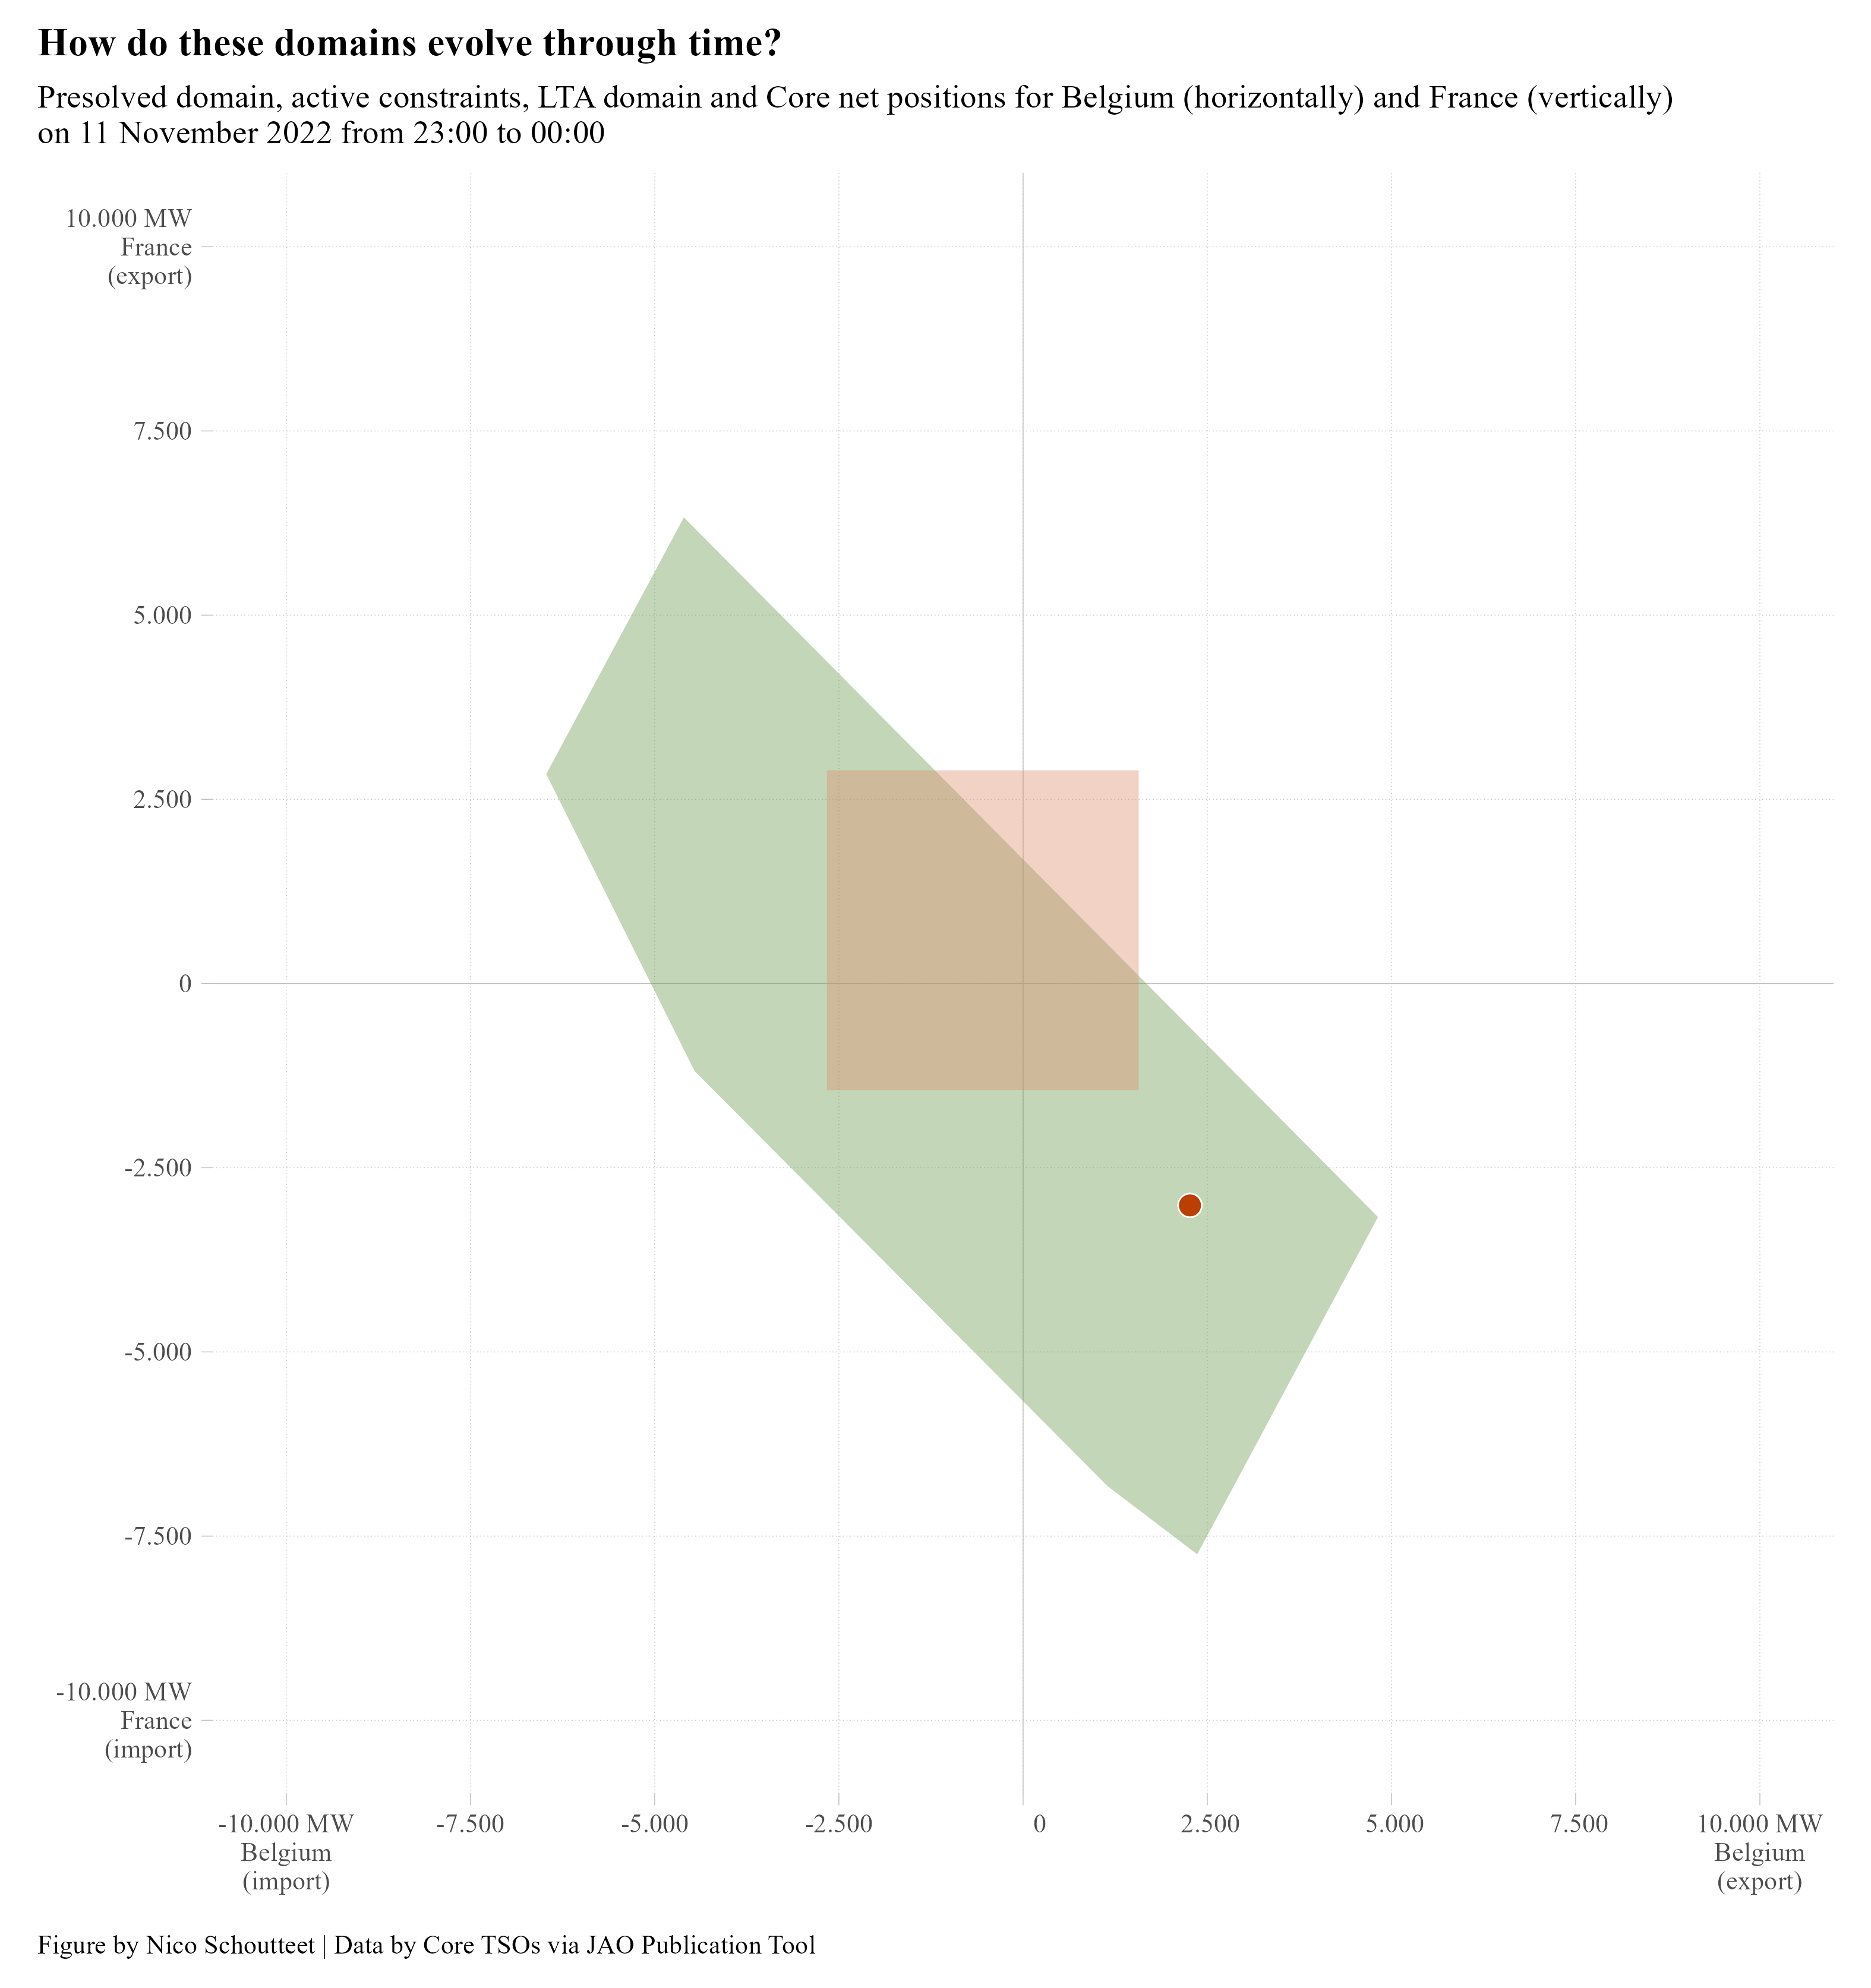 How do these domains evolve through time?
Presolved domain, active constraints, LTA domain and Core net positions for Belgium (horizontally) and France (vertically)
on 11 November 2022 from 23:00 to 00:00
10.000 MW
France
(export)
7.500
5.000
2.500
0
-2.500
-5.000
-7.500
-10.000 MW
France
(import)
-10.000 MW
Belgium
(import)
-7.500
-5.000
-2.500
0
2.500
5.000
7.500
10.000 MW
Belgium
(export)
Figure by Nico Schoutteet | Data by Core TSOs via JAO Publication Tool